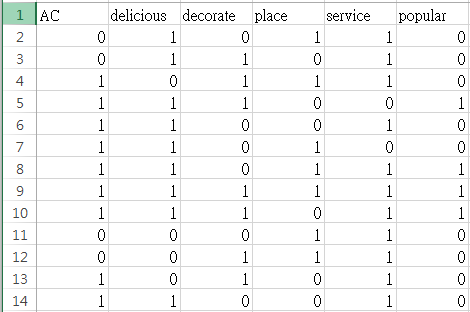 1 AC delicious decorate place service popular
2 0 1 0 1 1 0
3 0 1 1 0 1 0
4 1 0 1 1 1 0
5 1 1 1 0 0 1
6 1 1 0 0 1 0
7 1 1 0 1 0 0
8 1 1 0 1 1 1
9 1 1 1 1 1 1
10 1 1 1 0 1 1
11 0 0 0 1 1 0
12 0 0 1 1 1 0
13 1 0 1 0 1 0
14 1 1 0 0 1 0